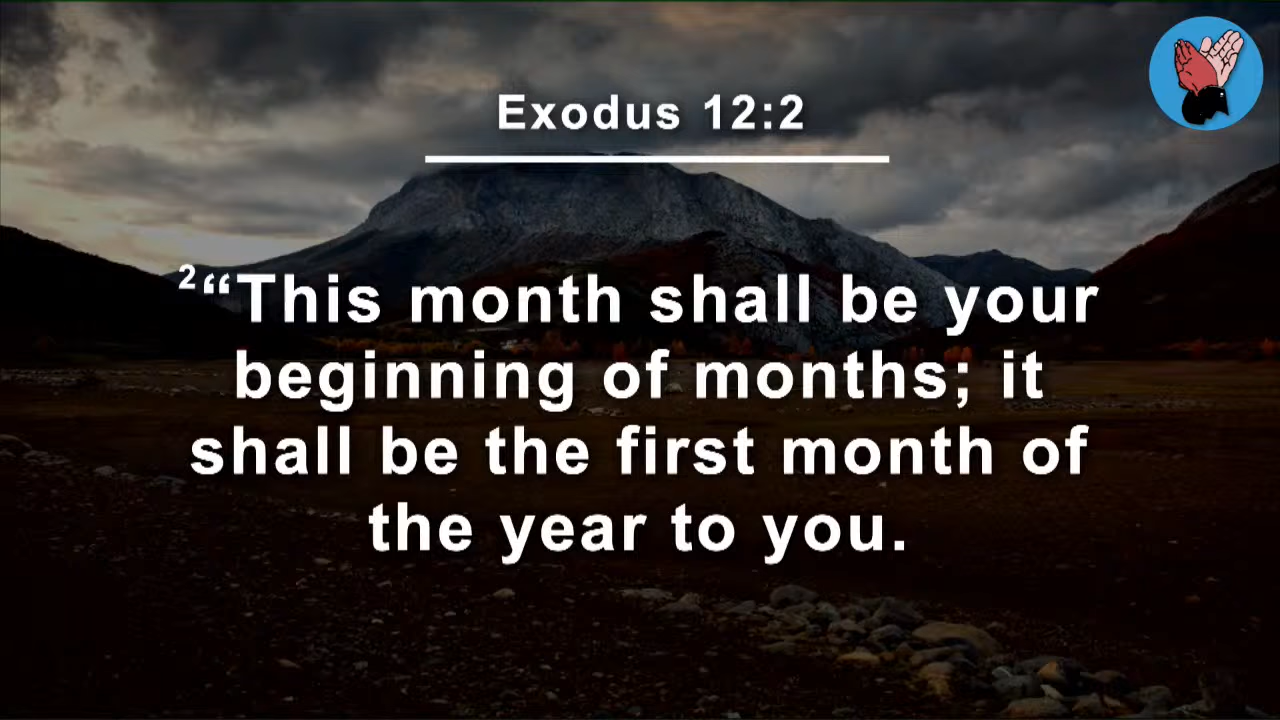 Exodus 12:2
²“This month shall be your
beginning of months; it
shall be the first month of
the year to you.